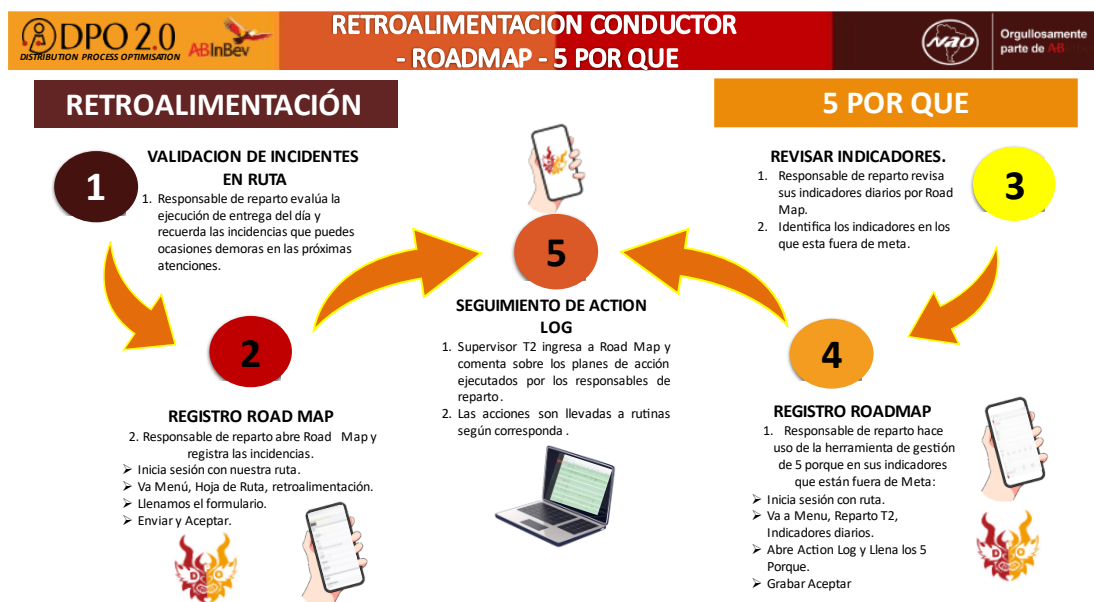 DPO 2.0
DISTRIBUTION PROCESS OPTIMISATION
ABInBev
RETROALIMENTACION CONDUCTOR
- ROADMAP - 5 POR QUE
Orgullosamente
parte de AB
RETROALIMENTACIÓN
5 POR QUE
1
VALIDACION DE INCIDENTES
EN RUTA
1. Responsable de reparto evalúa la
ejecución de entrega del día y
recuerda las incidencias que puedes
ocasiones demoras en las próximas
atenciones.
2
REGISTRO ROAD MAP
2. Responsable de reparto abre Road Map y
registra las incidencias.
➢ Inicia sesión con nuestra ruta.
➢ Va Menú, Hoja de Ruta, retroalimentación.
➢ Llenamos el formulario.
➢ Enviar y Aceptar.
5
SEGUIMIENTO DE ACTION
LOG
1. Supervisor T2 ingresa a Road Map y
comenta sobre los planes de acción
ejecutados por los responsables de
reparto.
2. Las acciones son llevadas a rutinas
según corresponda .
REVISAR INDICADORES.
1. Responsable de reparto revisa
sus indicadores diarios por Road
Map.
2. Identifica los indicadores en los
que esta fuera de meta.
3
4
REGISTRO ROADMAP
1. Responsable de reparto hace
uso de la herramienta de gestión
de 5 porque en sus indicadores
que están fuera de Meta:
➢ Inicia sesión con ruta.
➢ Va a Menu, Reparto T2,
Indicadores diarios.
➢ Abre Action Log y Llena los 5
Porque.
➢ Grabar Aceptar